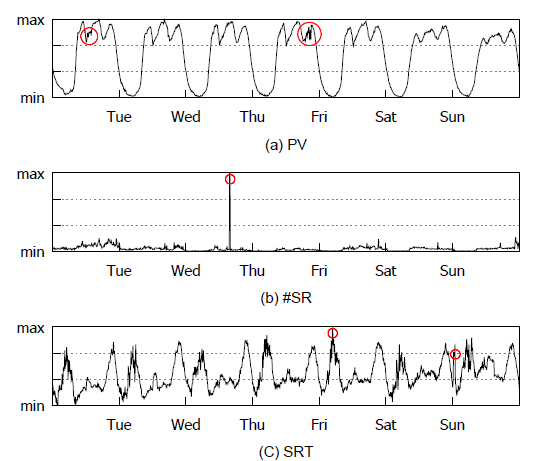 max
min
Tue Wed Thu Fri Sat Sun
(a) PV
max
min
Tue Wed Thu Fri Sat Sun
(b) #SR
max
min
Tue Wed Thu Fri Sat Sun
(C) SRT